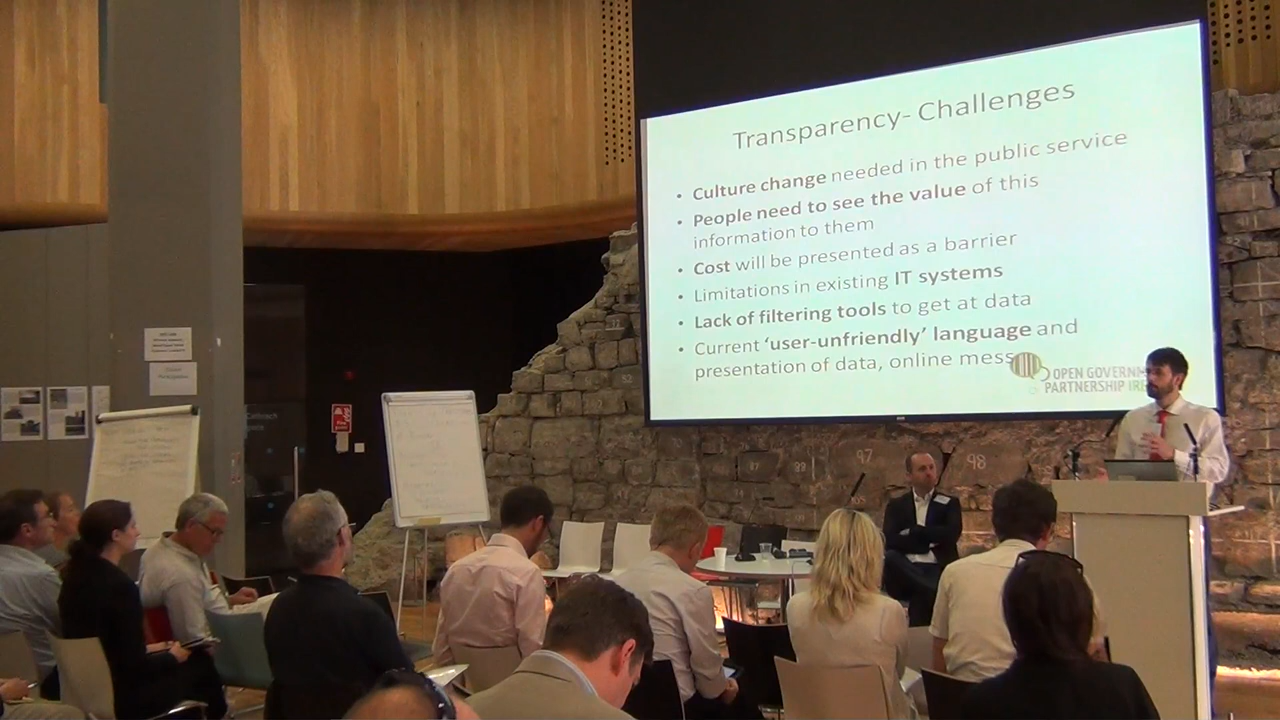 Transparency- Challenges
• Culture change needed in the public service
• People need to see the value of this
information to them
• Cost will be presented as a barrier
• Limitations in existing IT systems
• Lack of filtering tools to get at data
• Current ‘user-unfriendly’ language and
presentation of data, online mess
OPEN GOVERNM
PARTNERSHIP IRE
97
98